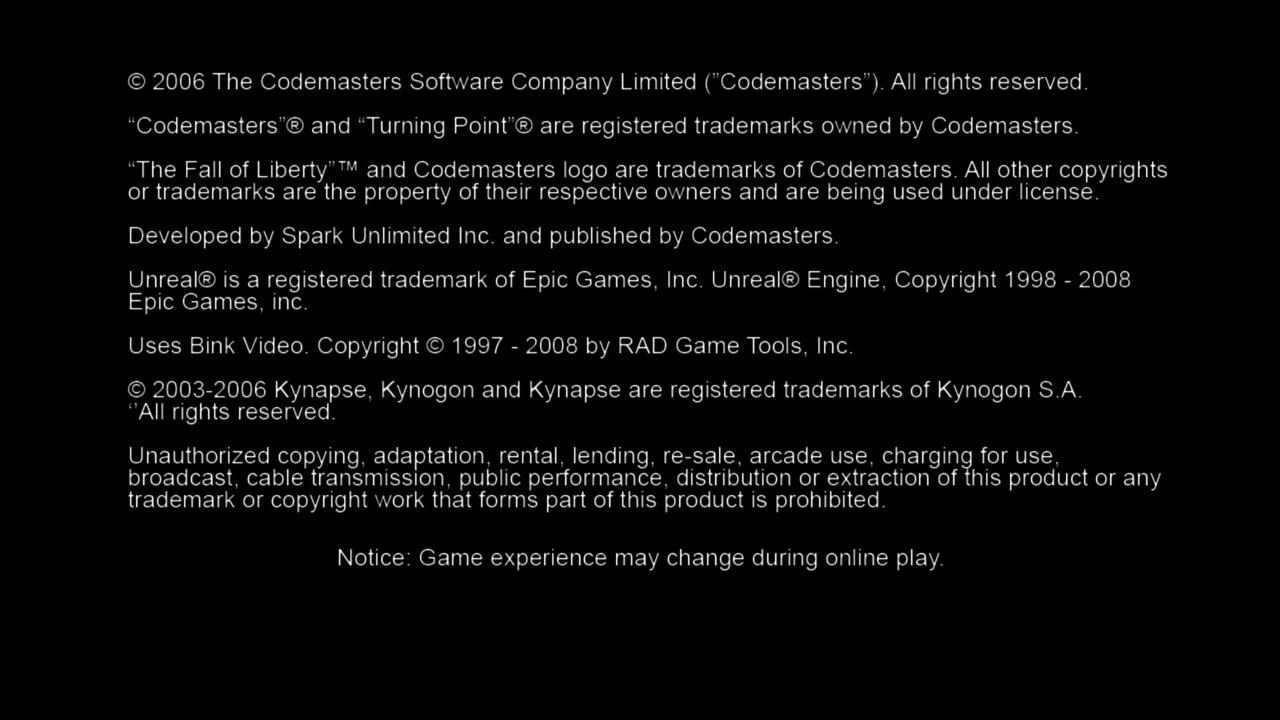 © 2006 The Codemasters Software Company Limited (”Codemasters”). All rights reserved.
“Codemasters”® and “Turning Point”® are registered trademarks owned by Codemasters.
“The Fall of Liberty”™ and Codemasters logo are trademarks of Codemasters. All other copyrights
or trademarks are the property of their respective owners and are being used under license.
Developed by Spark Unlimited Inc. and published by Codemasters.
Unreal® is a registered trademark of Epic Games, Inc. Unreal® Engine, Copyright 1998 - 2008
Epic Games, inc.
Uses Bink Video. Copyright © 1997 - 2008 by RAD Game Tools, Inc.
© 2003-2006 Kynapse, Kynogon and Kynapse are registered trademarks of Kynogon S.A.
‘’All rights reserved.
Unauthorized copying, adaptation, rental, lending, re-sale, arcade use, charging for use,
broadcast, cable transmission, public performance, distribution or extraction of this product or any
trademark or copyright work that forms part of this product is prohibited.
Notice: Game experience may change during online play.